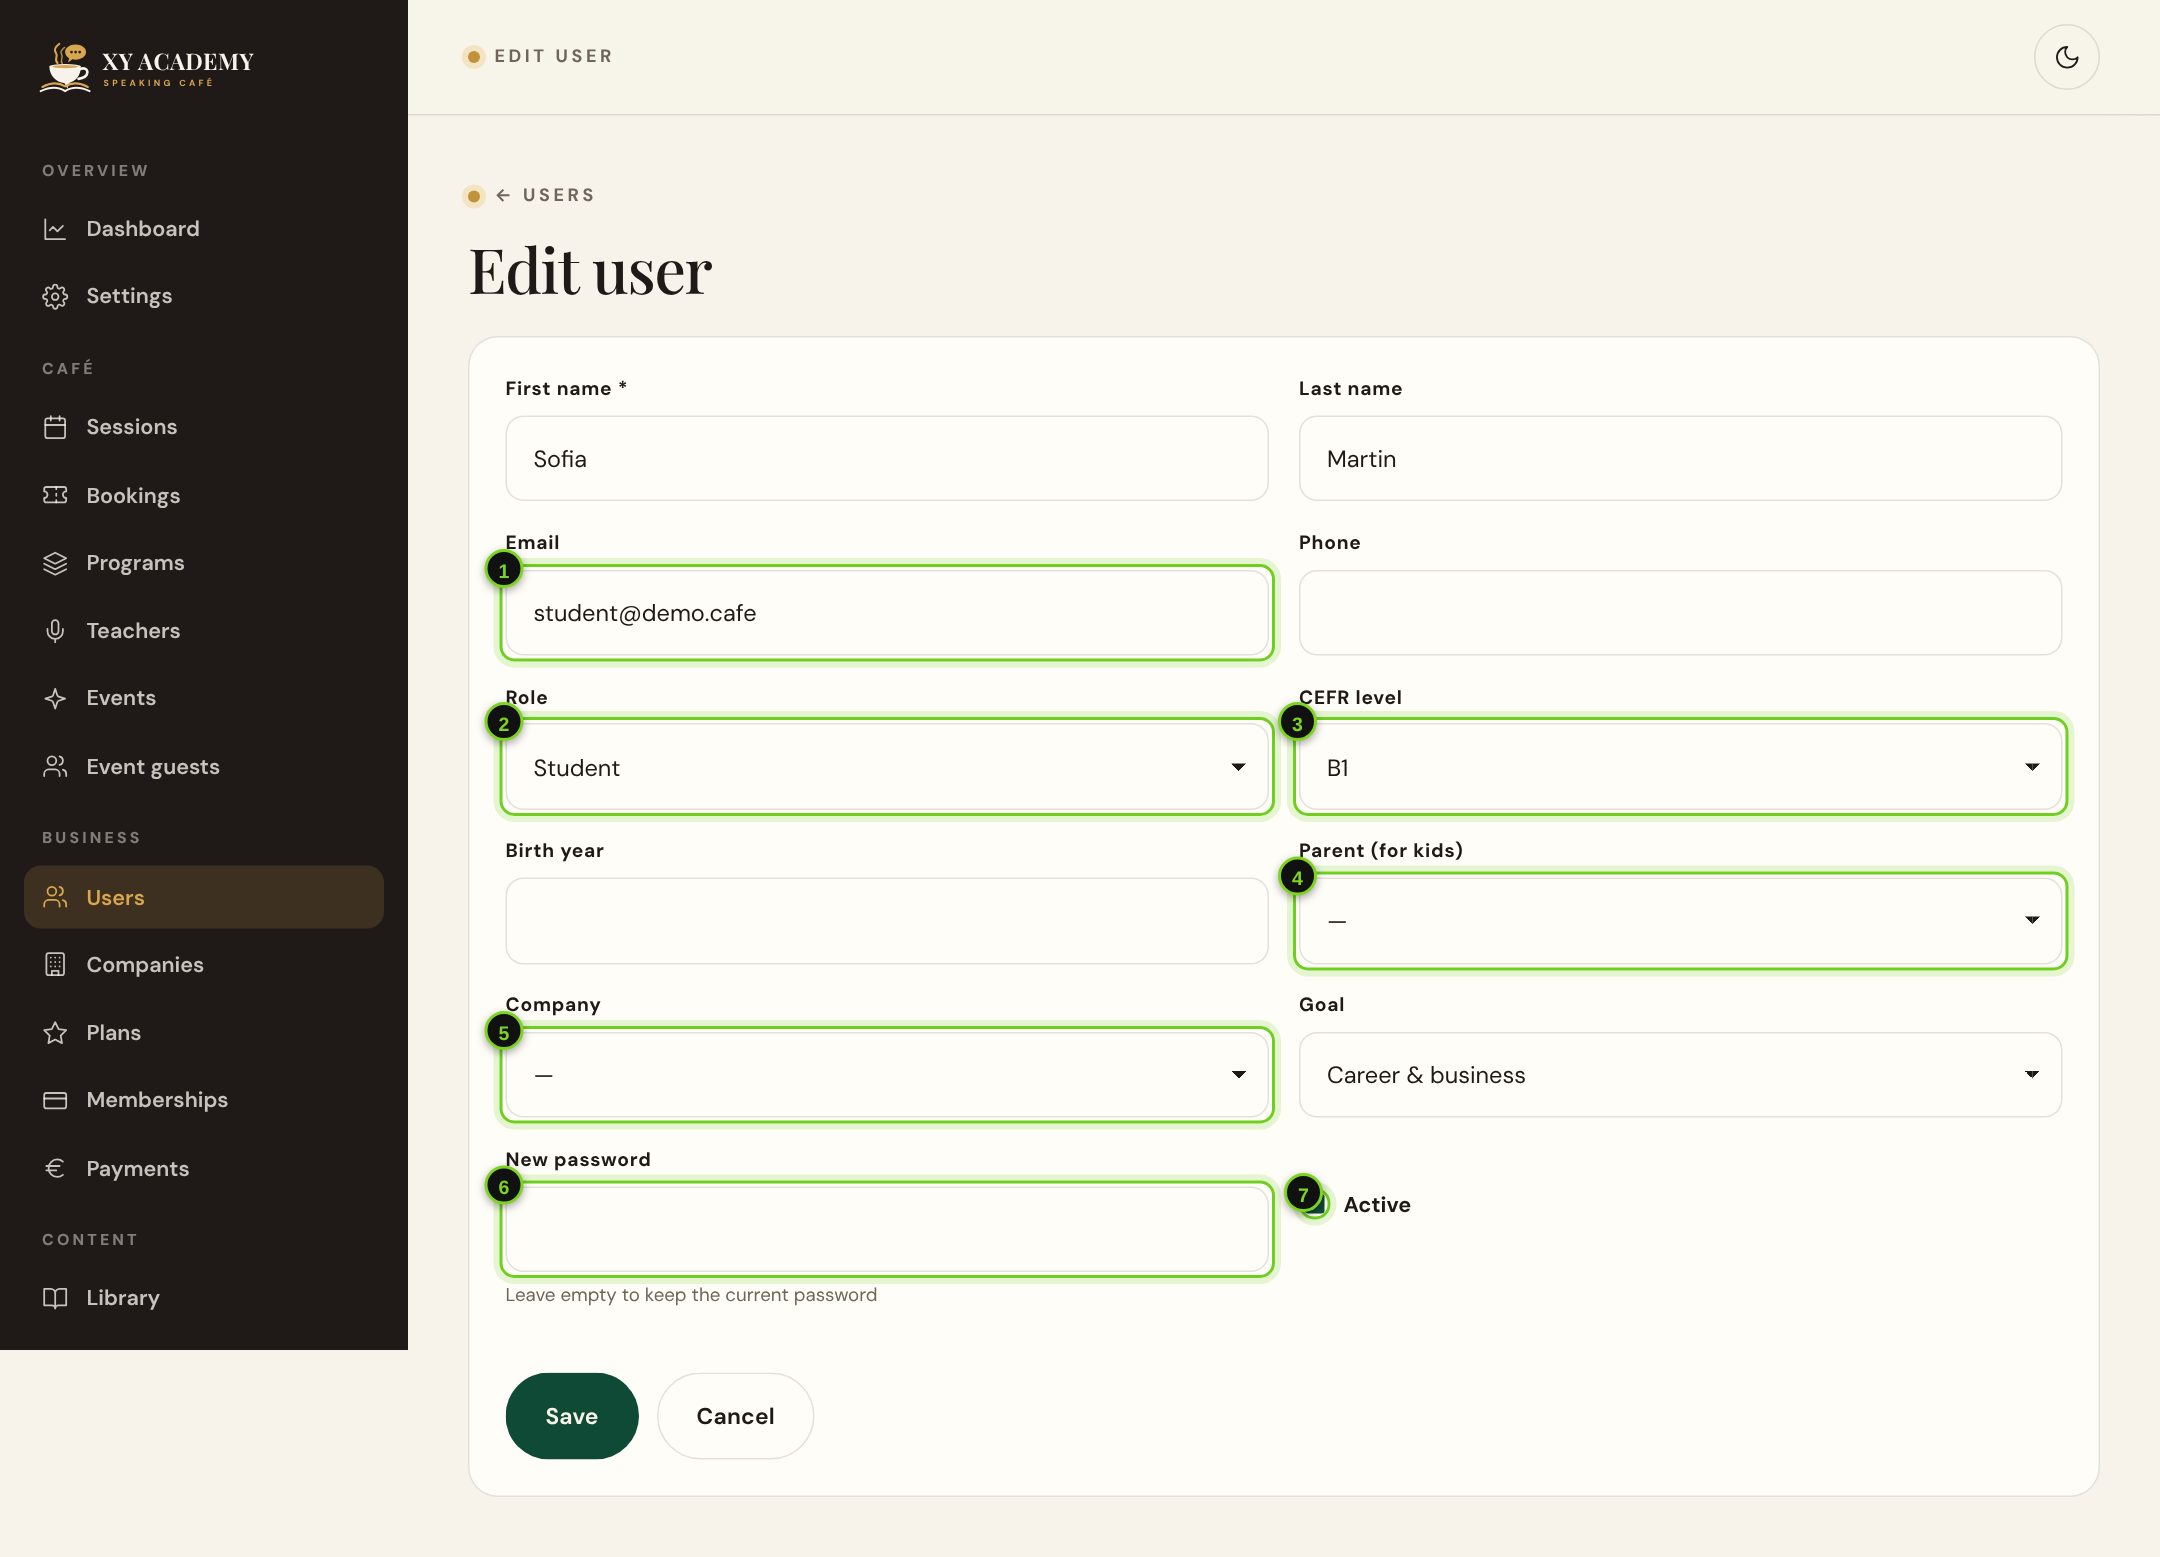 XY ACADEMY
SPEAKING CAFÉ
OVERVIEW
Dashboard
Settings
CAFÉ
Sessions
Bookings
Programs
Teachers
Events
Event guests
BUSINESS
Users
Companies
Plans
Memberships
Payments
CONTENT
Library
EDIT USER
← USERS
Edit user
First name *
Last name
Sofia
Martin
Email
Phone
1
student@demo.cafe
Role
CEFR level
2
3
Student
B1
Birth year
Parent (for kids)
4
—
Company
Goal
5
—
Career & business
New password
6
7
Active
Leave empty to keep the current password
Save
Cancel